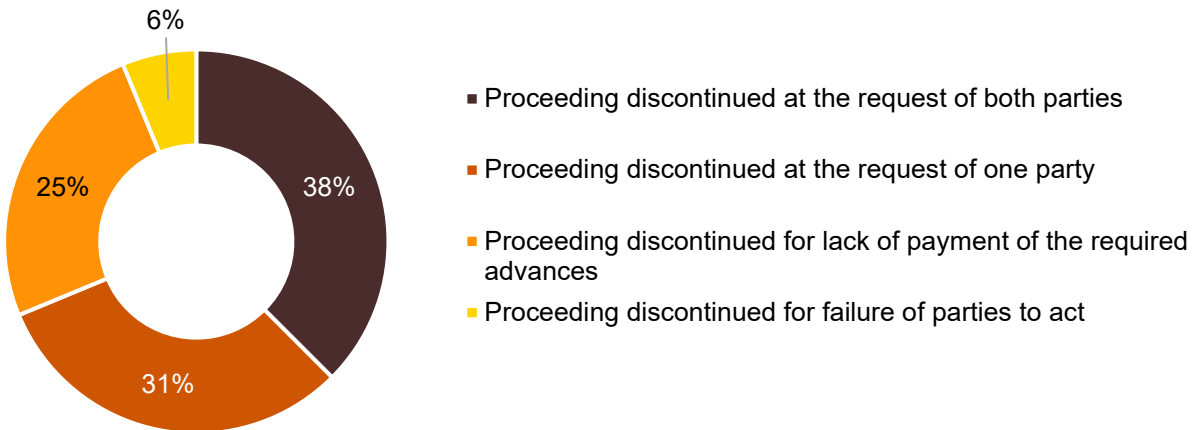 6%
38%
25%
31%
Proceeding discontinued at the request of both parties
Proceeding discontinued at the request of one party
Proceeding discontinued for lack of payment of the required
advances
Proceeding discontinued for failure of parties to act